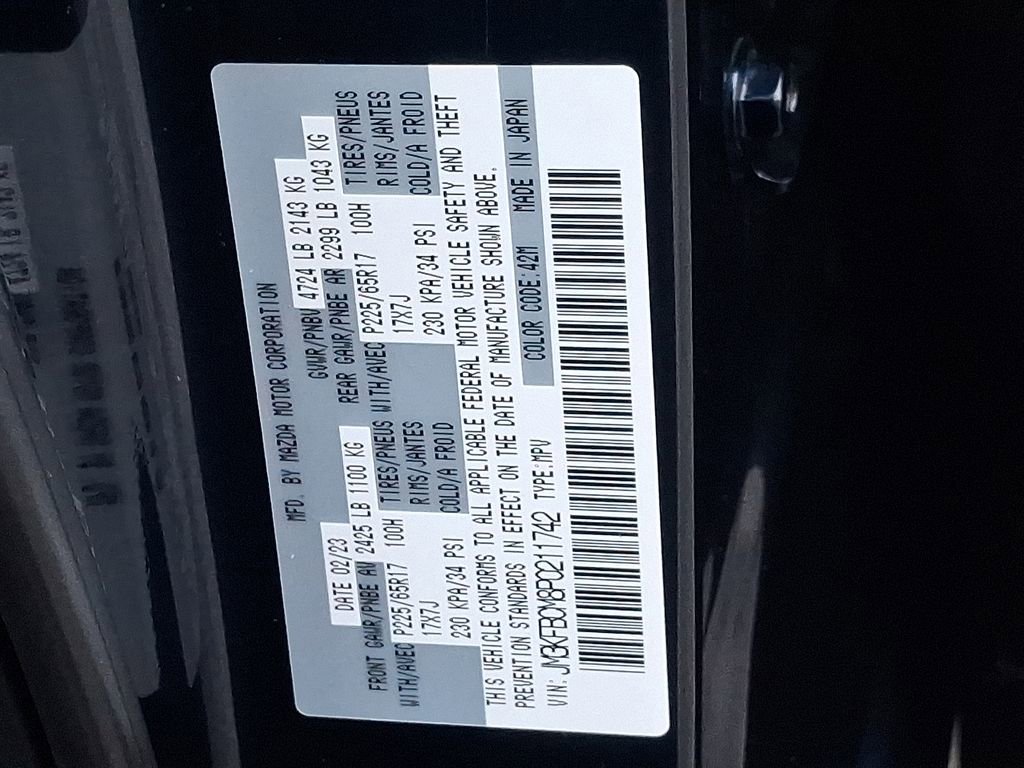 MFD. BY MAZDA MOTOR CORPORATION
DATE 02/23 GVWR/PNBV 4724 LB 2143 KG
FRONT GAWR/PNBE AV 2425 LB 1100 KG REAR GAWR/PNBE AR 2299 LB 1043 KG
WITH/AVEC P225/65R17 100H TIRES/PNEUS WITH/AVEC P225/65R17 100H TIRES/PNEUS
17X7J RIMS/JANTES 17X7J RIMS/JANTES
230 KPA/34 PSI COLD/A FROID 230 KPA/34 PSI COLD/A FROID
THIS VEHICLE CONFORMS TO ALL APPLICABLE FEDERAL MOTOR VEHICLE SAFETY AND THEFT
PREVENTION STANDARDS IN EFFECT ON THE DATE OF MANUFACTURE SHOWN ABOVE.
VIN: JM3KFBCM8P0211742 TYPE:MPV COLOR CODE:42M MADE IN JAPAN